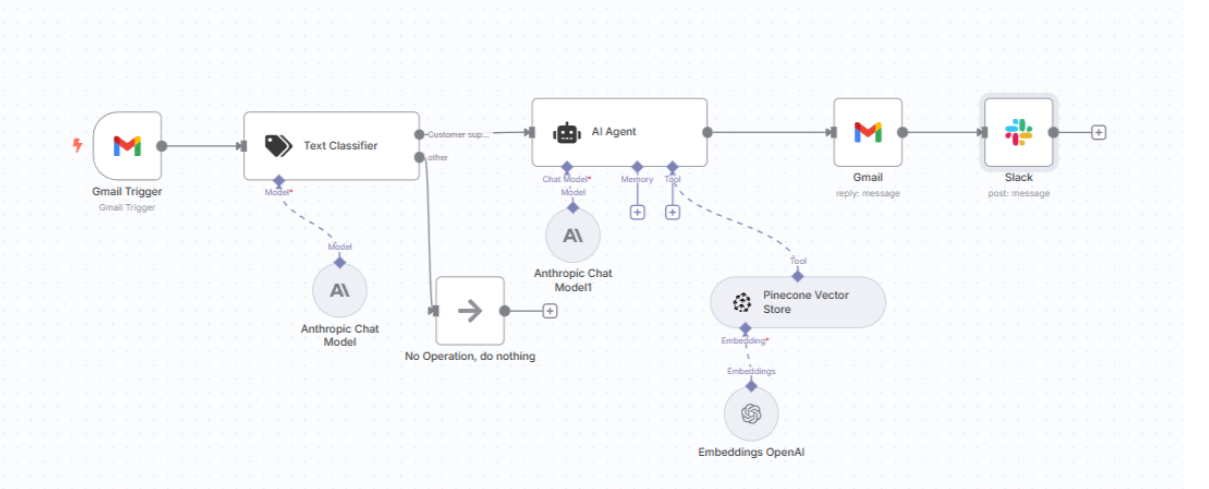 Gmail Trigger
Gmail Trigger
Text Classifier
Model*
Customer sup...
other
Model
Anthropic Chat
Model
No Operation, do nothing
AI Agent
Chat Model*
Memory
Tool
Model
Anthropic Chat
Model1
Tool
Pinecone Vector
Store
Embedding*
Embeddings
Embeddings OpenAI
Gmail
reply: message
Slack
post: message